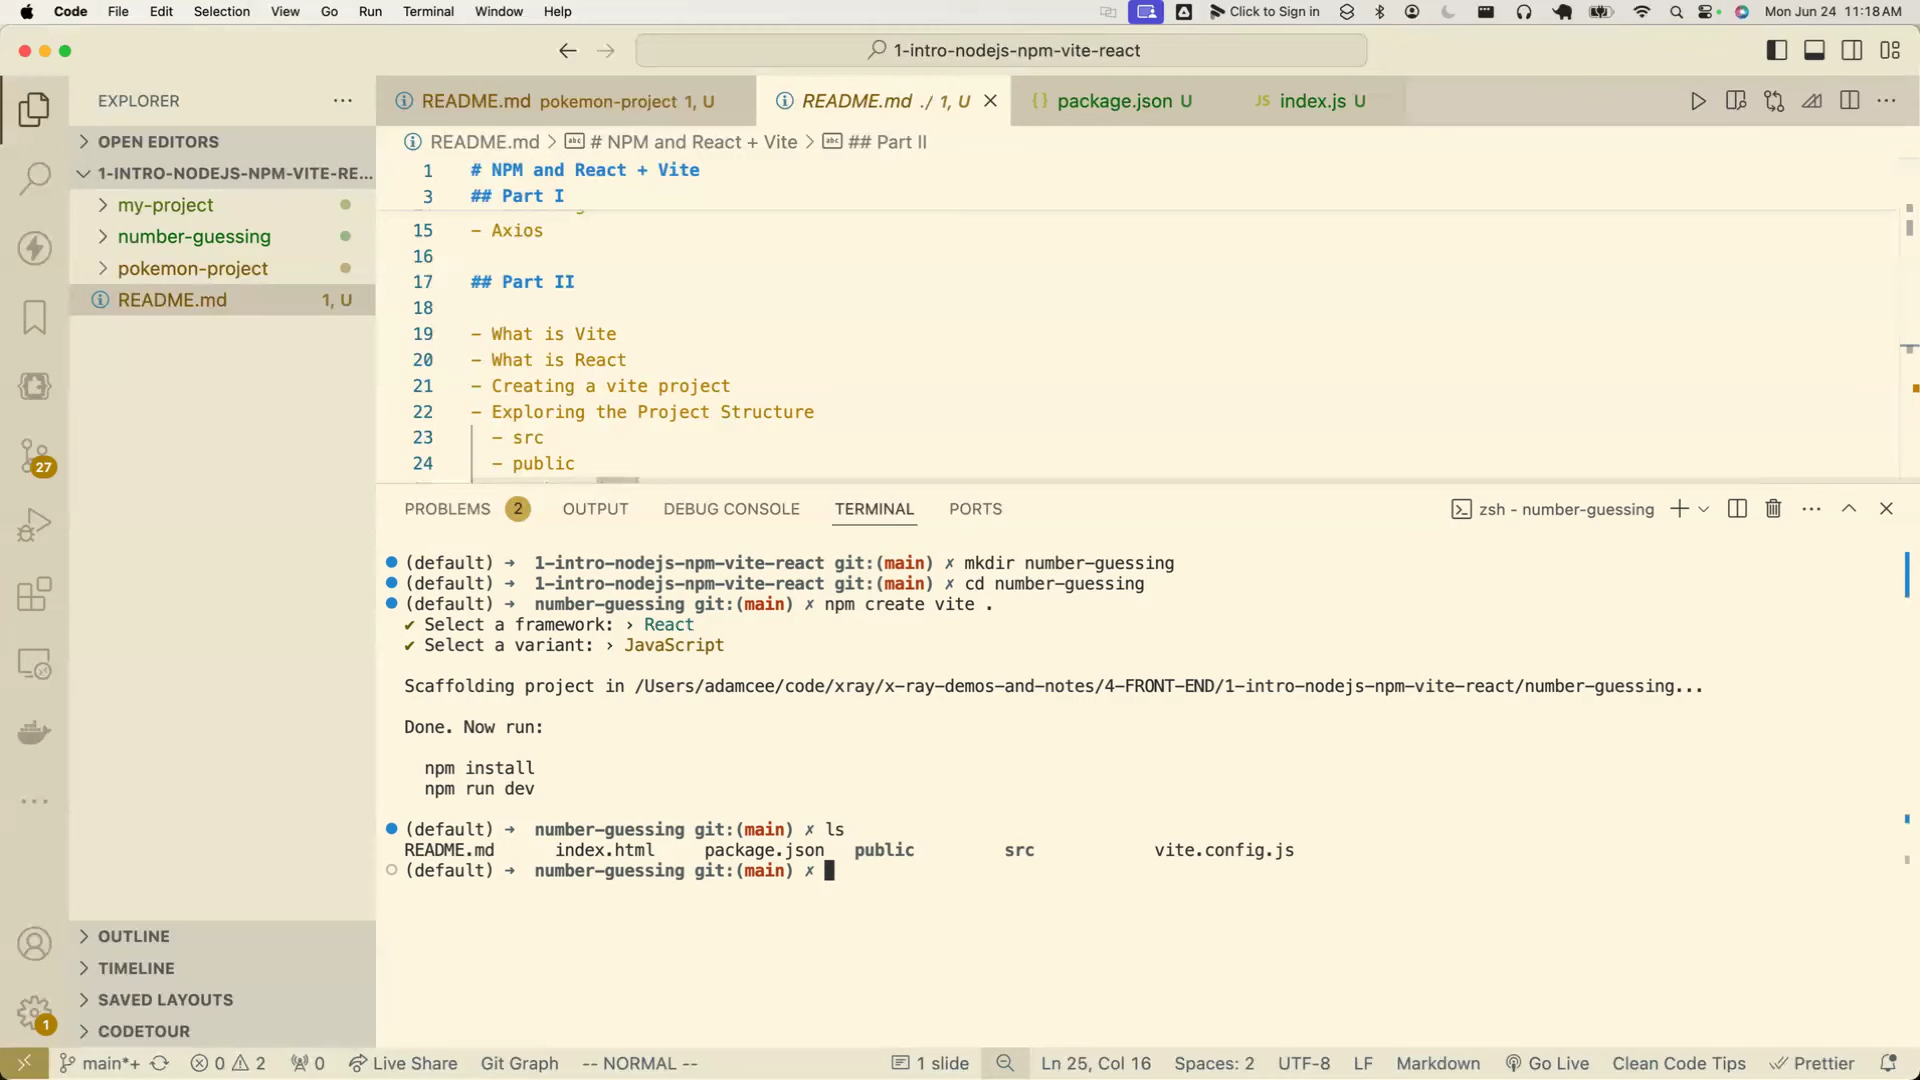 Code File Edit Selection View Go Run Terminal Window Help Click to Sign in Mon Jun 24 11:18 AM
1-intro-nodejs-npm-vite-react
EXPLORER
README.md pokemon-project 1, U
README.md ./ 1, U
package.json U
JS index.js U
OPEN EDITORS
README.md > # NPM and React + Vite > ## Part II
1-INTRO-NODEJS-NPM-VITE-RE...
my-project
number-guessing
pokemon-project
README.md 1, U
1 # NPM and React + Vite
3 ## Part I
15 - Axios
16
17 ## Part II
18
19 - What is Vite
20 - What is React
21 - Creating a vite project
22 - Exploring the Project Structure
23 - src
24 - public
27
PROBLEMS 2 OUTPUT DEBUG CONSOLE TERMINAL PORTS zsh - number-guessing
(default) → 1-intro-nodejs-npm-vite-react git:(main) ✗ mkdir number-guessing
(default) → 1-intro-nodejs-npm-vite-react git:(main) ✗ cd number-guessing
(default) → number-guessing git:(main) ✗ npm create vite .
✔ Select a framework: › React
✔ Select a variant: › JavaScript
Scaffolding project in /Users/adamcee/code/xray/x-ray-demos-and-notes/4-FRONT-END/1-intro-nodejs-npm-vite-react/number-guessing...
Done. Now run:
npm install
npm run dev
(default) → number-guessing git:(main) ✗ ls
README.md index.html package.json public src vite.config.js
(default) → number-guessing git:(main) ✗
OUTLINE
TIMELINE
SAVED LAYOUTS
CODETOUR
1
main*+ 0 2 0 Live Share Git Graph -- NORMAL -- 1 slide Ln 25, Col 16 Spaces: 2 UTF-8 LF Markdown Go Live Clean Code Tips Prettier